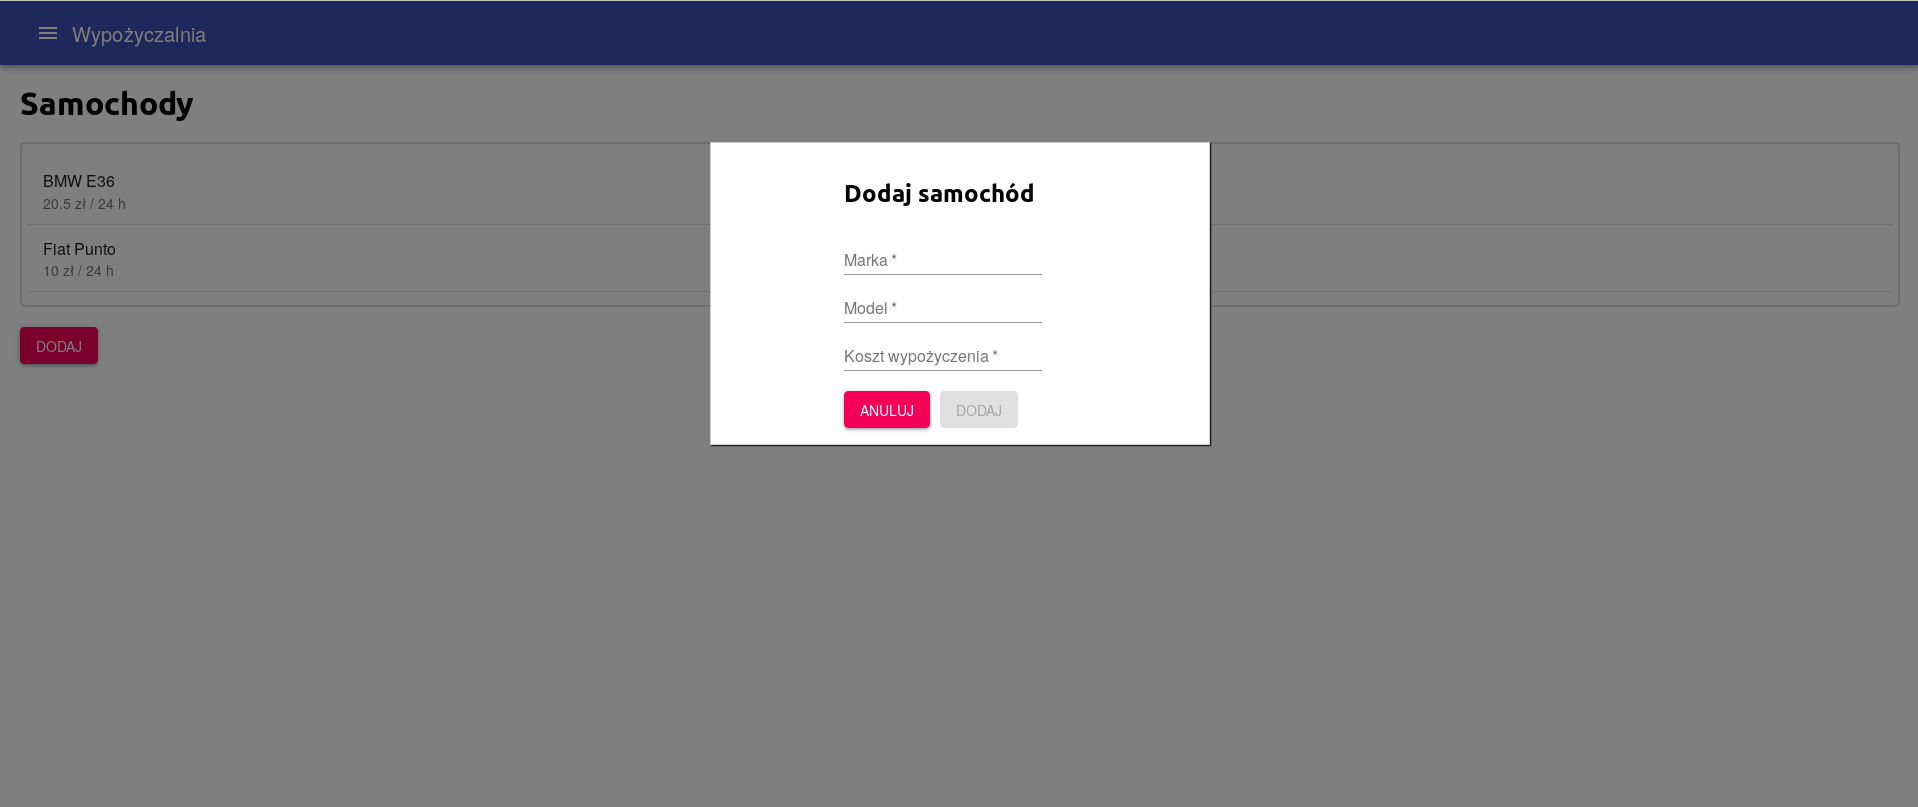 Wypożyczalnia
Samochody
BMW E36
20.5 zł / 24 h
Fiat Punto
10 zł / 24 h
DODAJ
Dodaj samochód
Marka *
Model *
Koszt wypożyczenia *
ANULUJ DODAJ